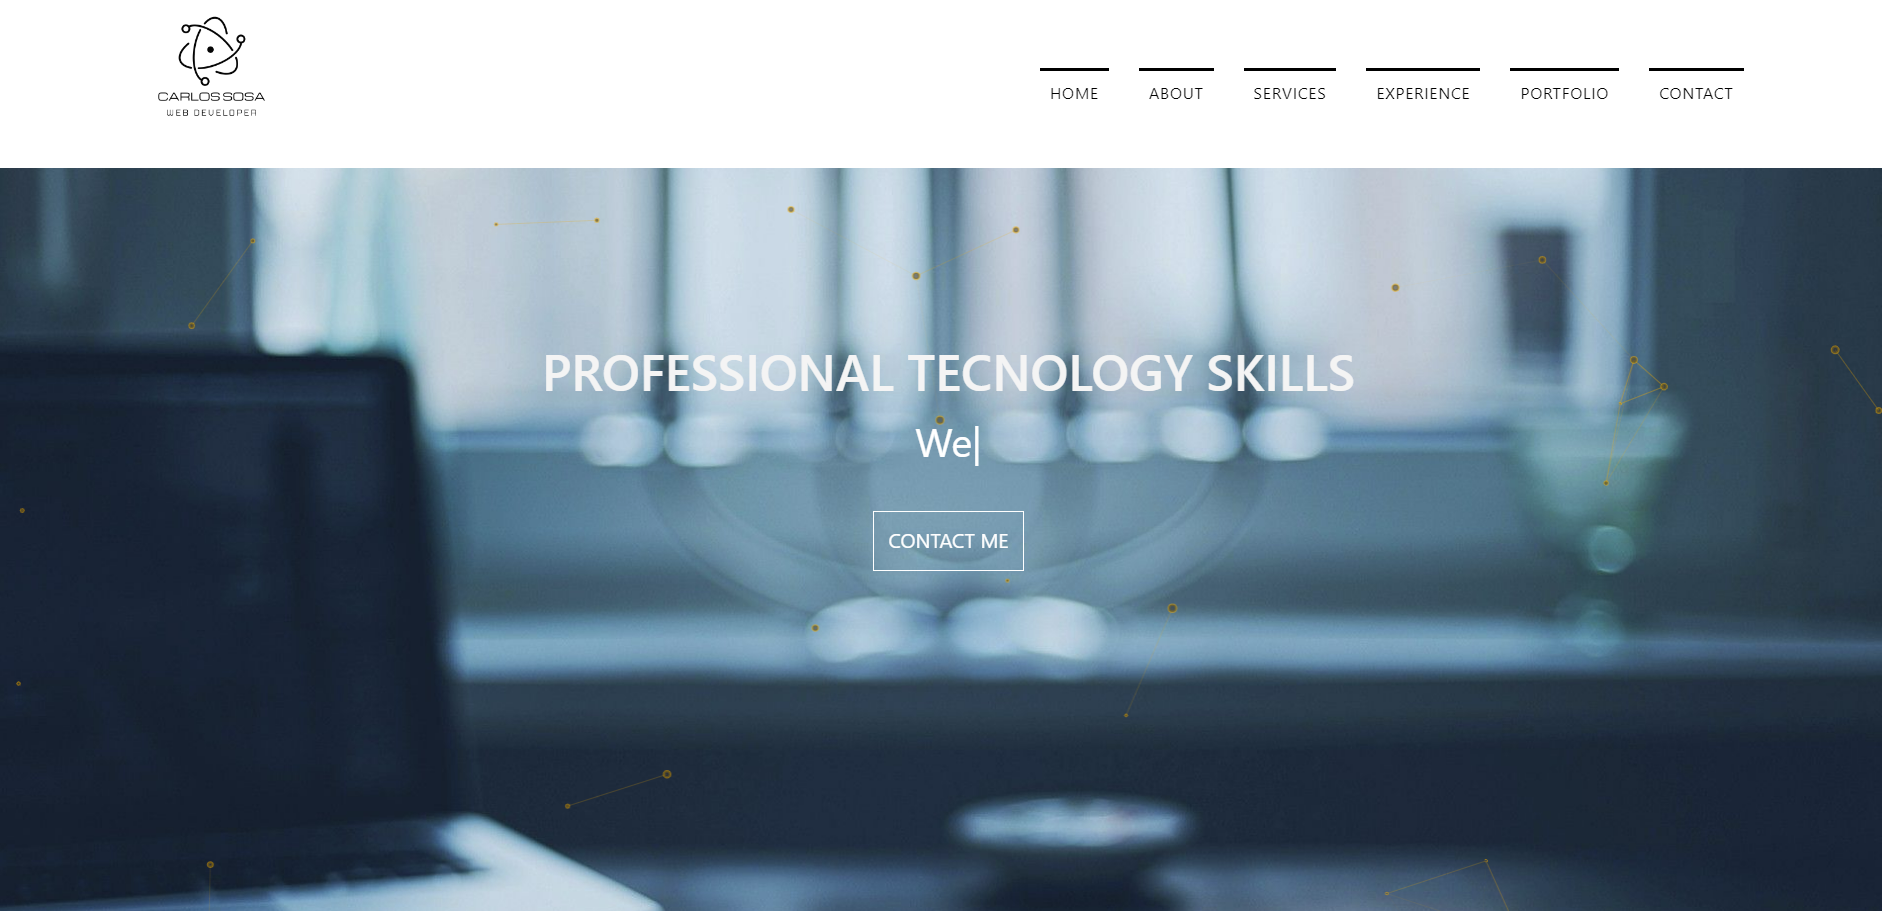 CARLOS SOSA
WEB DEVELOPER
HOME ABOUT SERVICES EXPERIENCE PORTFOLIO CONTACT
PROFESSIONAL TECNOLOGY SKILLS
We|
CONTACT ME